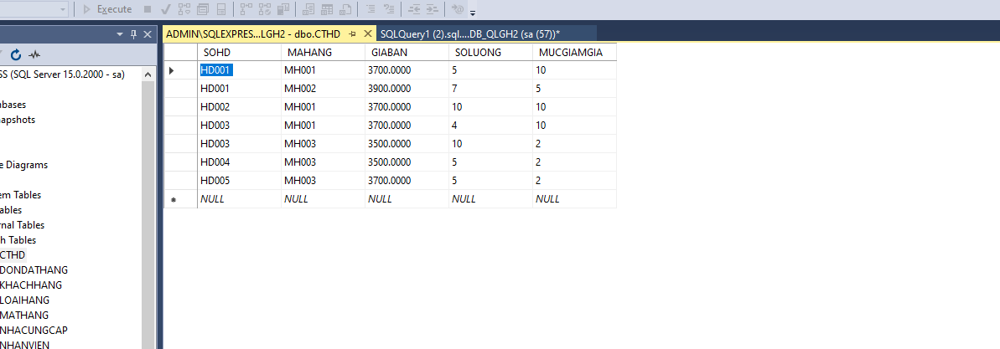 Execute
ADMIN\SQLEXPRES...LGH2 - dbo.CTHD
SQLQuery1 (2).sql....DB_QLGH2 (sa (57))*
SS (SQL Server 15.0.2000 - sa)
abases
apshots
e Diagrams
em Tables
ables
rnal Tables
h Tables
CTHD
DONDATHANG
KHACHHANG
LOAIHANG
MATHANG
NHACUNGCAP
NHANVIEN
SOHD MAHANG GIABAN SOLUONG MUCGIAMGIA
HD001 MH001 3700.0000 5 10
HD001 MH002 3900.0000 7 5
HD002 MH001 3700.0000 10 10
HD003 MH001 3700.0000 4 10
HD003 MH003 3500.0000 10 2
HD004 MH003 3500.0000 5 2
HD005 MH003 3700.0000 5 2
NULL NULL NULL NULL NULL